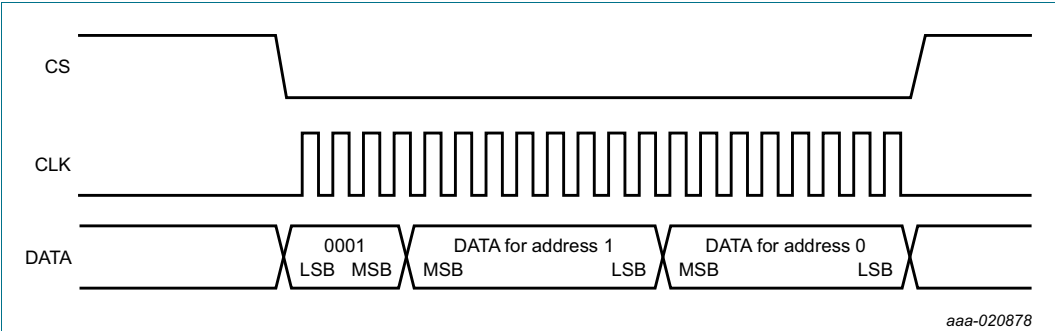 CS
CLK
DATA
0001
LSB MSB
DATA for address 1
MSB LSB
DATA for address 0
MSB LSB
aaa-020878